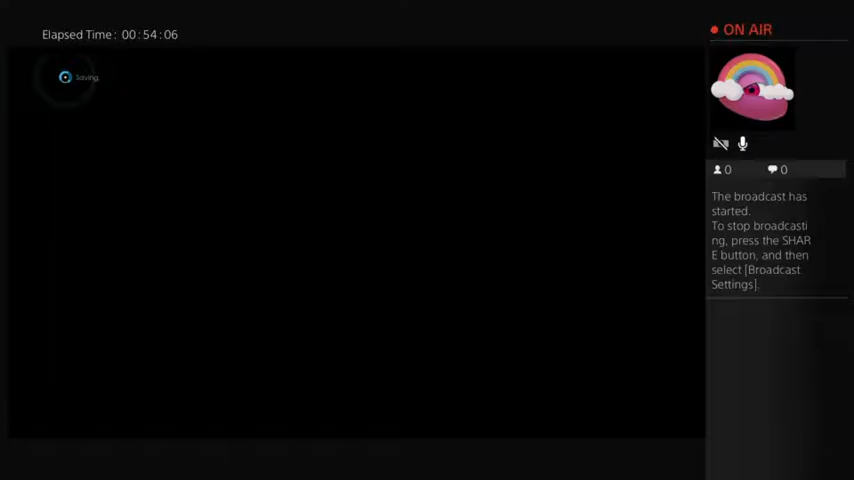 Elapsed Time: 00:54:06
ON AIR
Saving.
0 0
The broadcast has
started.
To stop broadcasti
ng, press the SHAR
E button, and then
select [Broadcast
Settings].